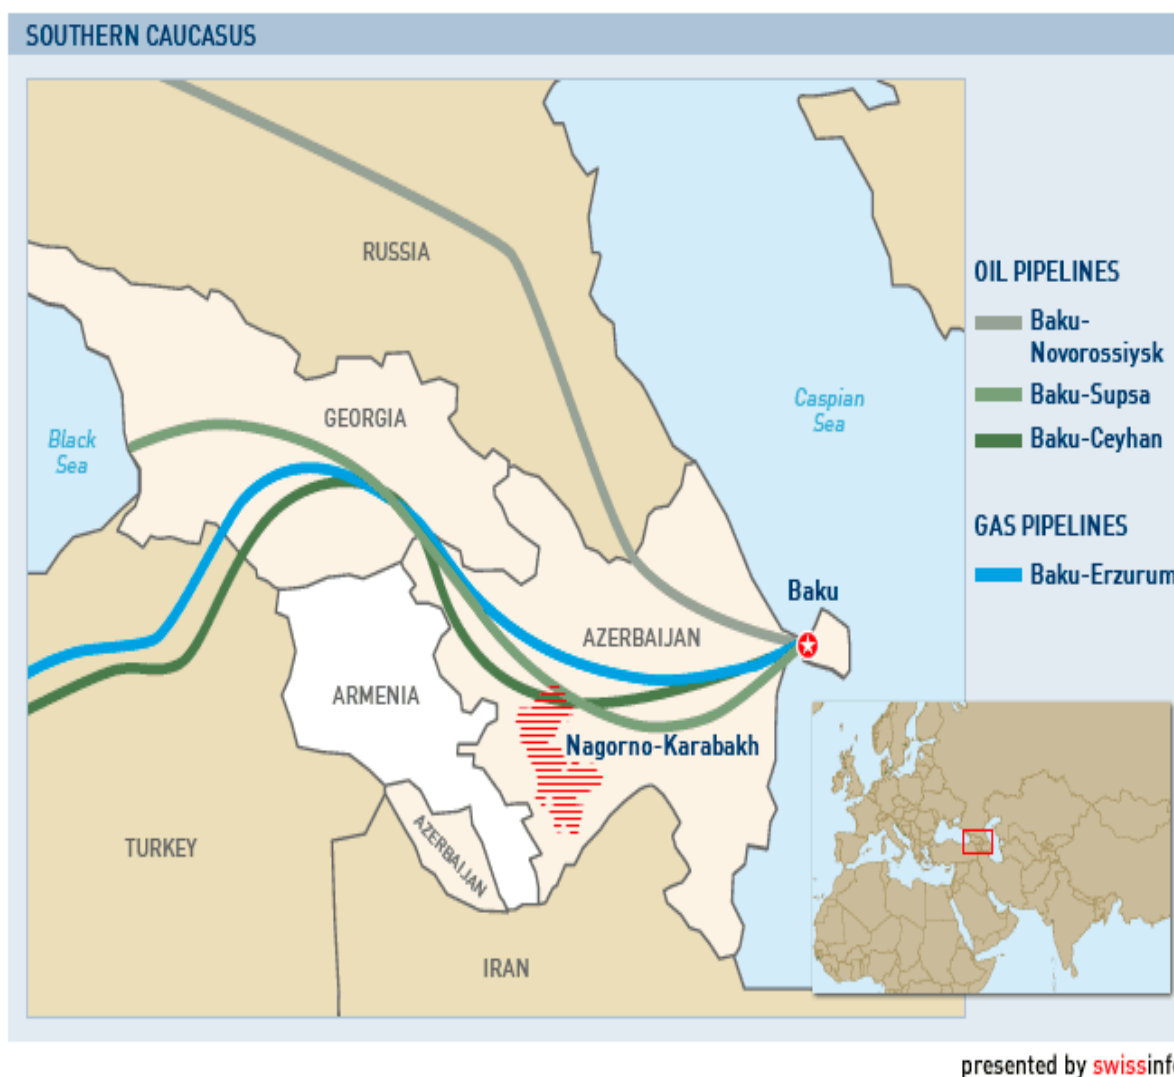 SOUTHERN CAUCASUS
RUSSIA
GEORGIA
Black
Sea
Caspian
Sea
Baku
AZERBAIJAN
ARMENIA
Nagorno-Karabakh
AZERBAIJAN
TURKEY
IRAN
OIL PIPELINES
Baku-
Novorossiysk
Baku-Supsa
Baku-Ceyhan
GAS PIPELINES
Baku-Erzurum
presented by swissinf